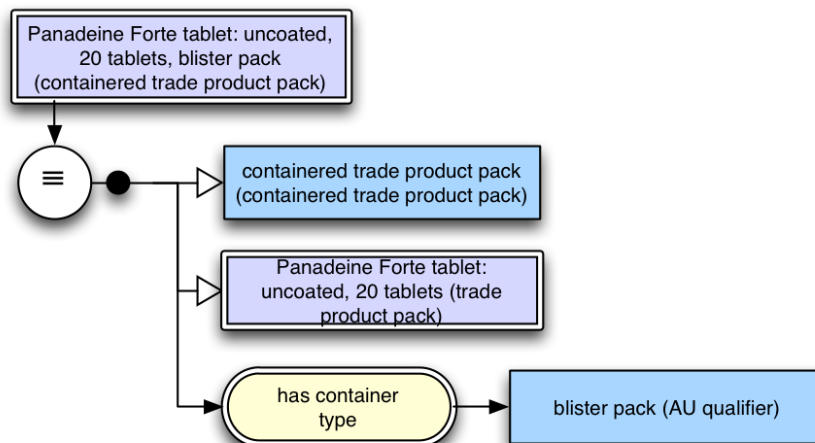 Panadeine Forte tablet: uncoated,
20 tablets, blister pack
(containered trade product pack)
≡
containered trade product pack
(containered trade product pack)
Panadeine Forte tablet:
uncoated, 20 tablets (trade
product pack)
has container
type
blister pack (AU qualifier)